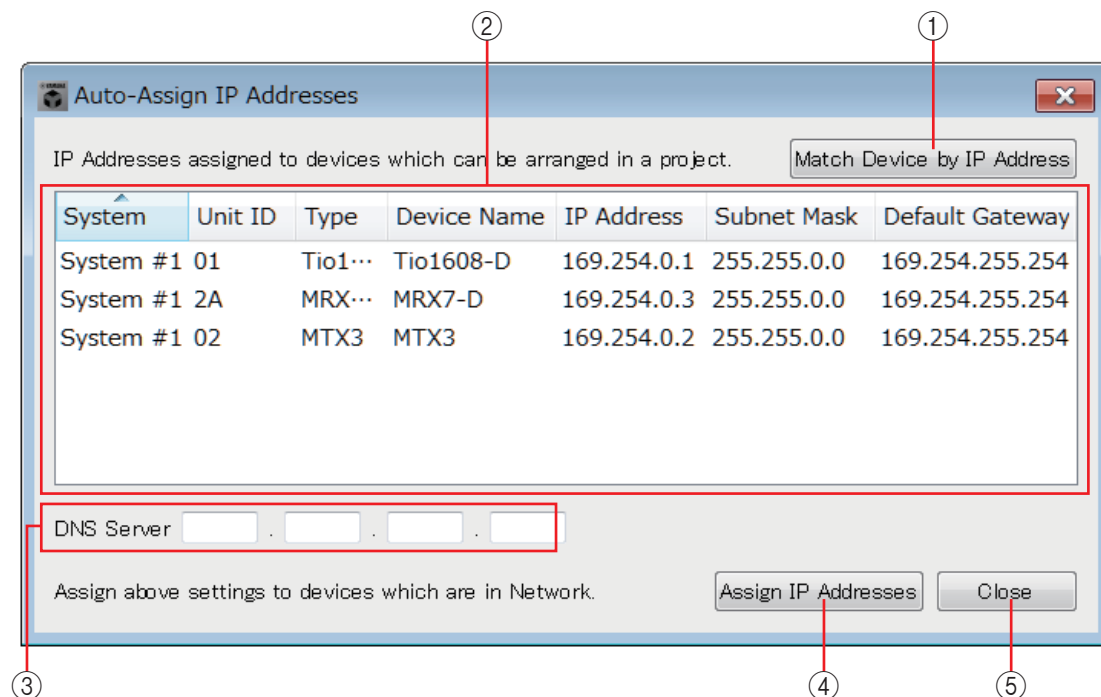 ② ①
Auto-Assign IP Addresses
IP Addresses assigned to devices which can be arranged in a project. Match Device by IP Address
System Unit ID Type Device Name IP Address Subnet Mask Default Gateway
System #1 01 Tio1··· Tio1608-D 169.254.0.1 255.255.0.0 169.254.255.254
System #1 2A MRX··· MRX7-D 169.254.0.3 255.255.0.0 169.254.255.254
System #1 02 MTX3 MTX3 169.254.0.2 255.255.0.0 169.254.255.254
DNS Server . . .
Assign above settings to devices which are in Network. Assign IP Addresses Close
③ ④ ⑤